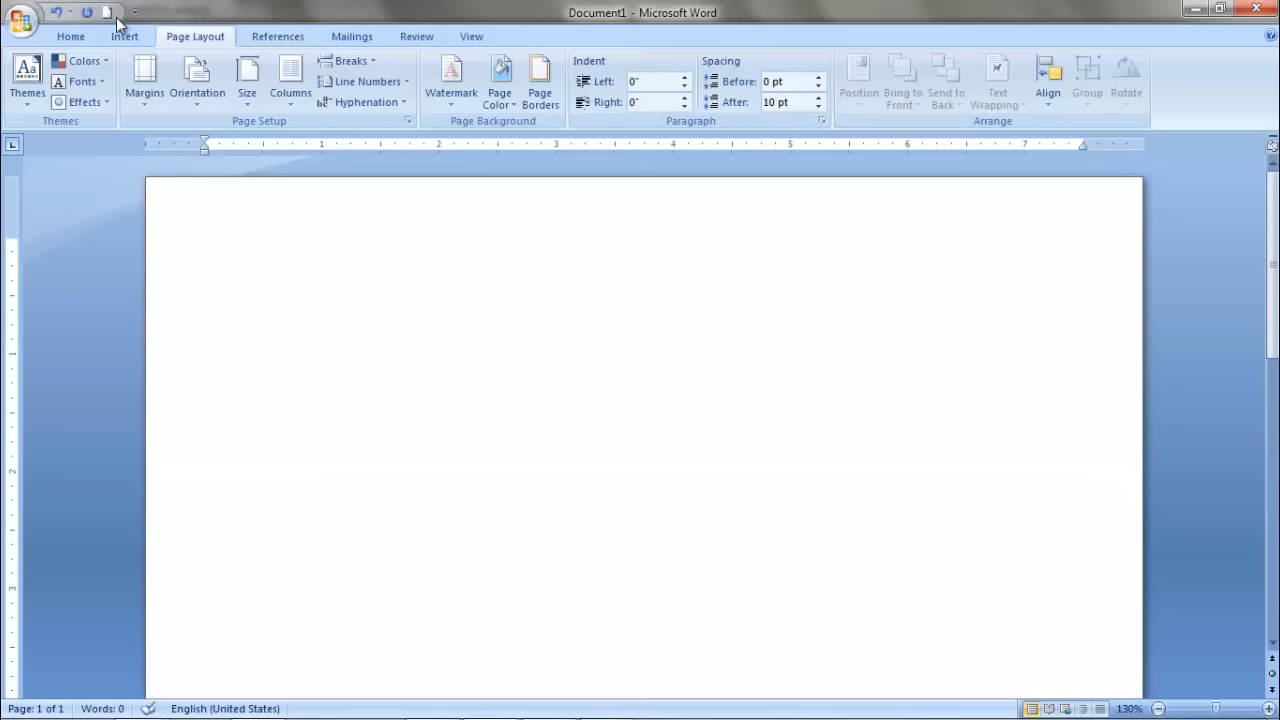 Document1 - Microsoft Word
Home Insert Page Layout References Mailings Review View
Themes Colors Fonts Effects
Themes
Margins Orientation Size Columns Breaks Line Numbers Hyphenation
Page Setup
Watermark Page Color Page Borders
Page Background
Indent Left: 0" Right: 0"
Spacing Before: 0 pt After: 10 pt
Paragraph
Position Bring to Front Send to Back Text Wrapping Align Group Rotate
Arrange
1 2 3 4 5 6 7
1
2
3
Page: 1 of 1 Words: 0 English (United States) 130%